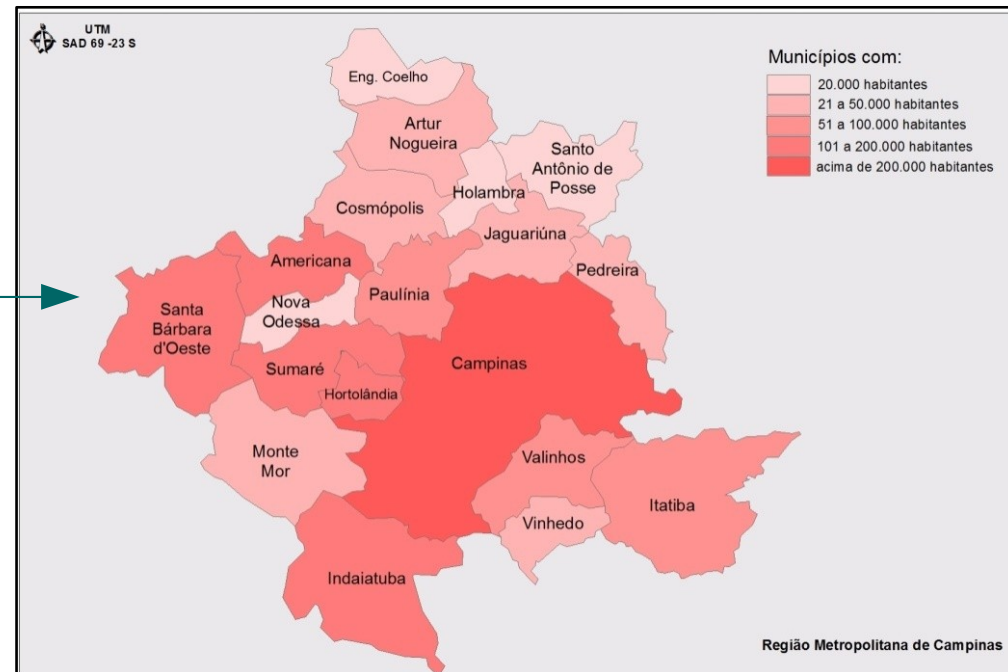 UTM
SAD 69 -23 S
Municípios com:
20.000 habitantes
21 a 50.000 habitantes
51 a 100.000 habitantes
101 a 200.000 habitantes
acima de 200.000 habitantes
Eng. Coelho
Artur
Nogueira
Santo
Antônio de
Posse
Holambra
Cosmópolis
Jaguariúna
Pedreira
Americana
Paulínia
Nova
Odessa
Santa
Bárbara
d'Oeste
Sumaré
Campinas
Hortolândia
Monte
Mor
Valinhos
Itatiba
Vinhedo
Indaiatuba
Região Metropolitana de Campinas